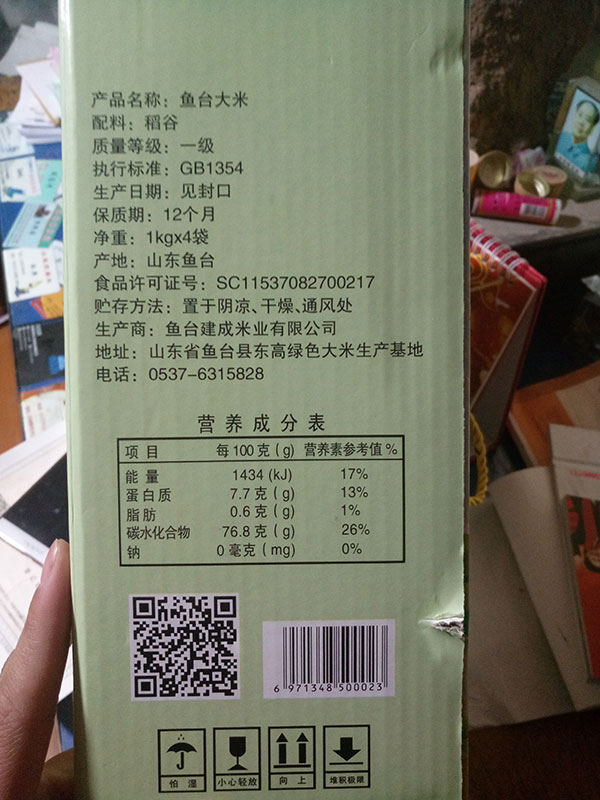 产品名称：鱼台大米
配料：稻谷
质量等级：一级
执行标准：GB1354
生产日期：见封口
保质期：12个月
净重：1kgx4袋
产地：山东鱼台
食品许可证号：SC11537082700217
贮存方法：置于阴凉、干燥、通风处
生产商：鱼台建成米业有限公司
地址：山东省鱼台县东高绿色大米生产基地
电话：0537-6315828
营养成分表
项目 每100克(g) 营养素参考值%
能量 1434(kJ) 17%
蛋白质 7.7克(g) 13%
脂肪 0.6克(g) 1%
碳水化合物 76.8克(g) 26%
钠 0毫克(mg) 0%
6 971348 500023
怕湿 小心轻放 向上 堆积极限